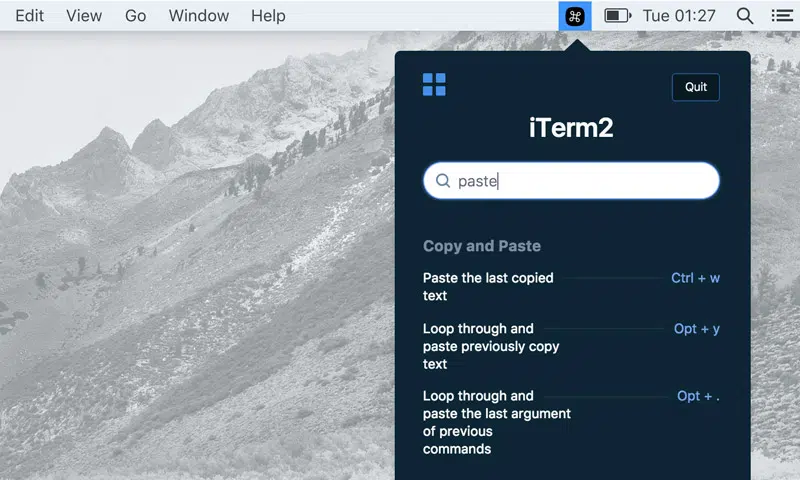 Edit View Go Window Help Tue 01:27
Quit
iTerm2
paste
Copy and Paste
Paste the last copied Ctrl + w
text
Loop through and Opt + y
paste previously copy
text
Loop through and Opt + .
paste the last argument
of previous
commands